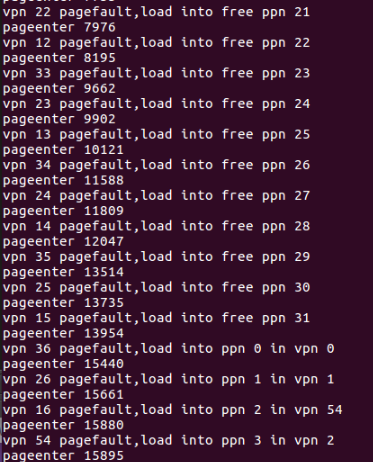 vpn 22 pagefault,load into free ppn 21
pageenter 7976
vpn 12 pagefault,load into free ppn 22
pageenter 8195
vpn 33 pagefault,load into free ppn 23
pageenter 9662
vpn 23 pagefault,load into free ppn 24
pageenter 9902
vpn 13 pagefault,load into free ppn 25
pageenter 10121
vpn 34 pagefault,load into free ppn 26
pageenter 11588
vpn 24 pagefault,load into free ppn 27
pageenter 11809
vpn 14 pagefault,load into free ppn 28
pageenter 12047
vpn 35 pagefault,load into free ppn 29
pageenter 13514
vpn 25 pagefault,load into free ppn 30
pageenter 13735
vpn 15 pagefault,load into free ppn 31
pageenter 13954
vpn 36 pagefault,load into ppn 0 in vpn 0
pageenter 15440
vpn 26 pagefault,load into ppn 1 in vpn 1
pageenter 15661
vpn 16 pagefault,load into ppn 2 in vpn 54
pageenter 15880
vpn 54 pagefault,load into ppn 3 in vpn 2
pageenter 15895